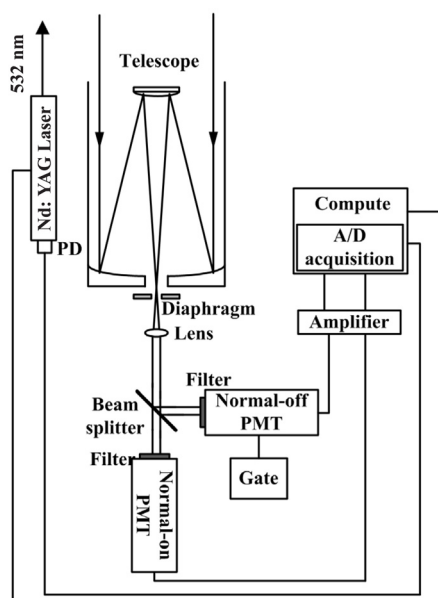 532 nm
Telescope
Nd: YAG Laser
PD
Compute
A/D
acquisition
Diaphragm
Lens
Amplifier
Filter
Beam
splitter
Normal-off
PMT
Filter
Gate
Normal-on
PMT